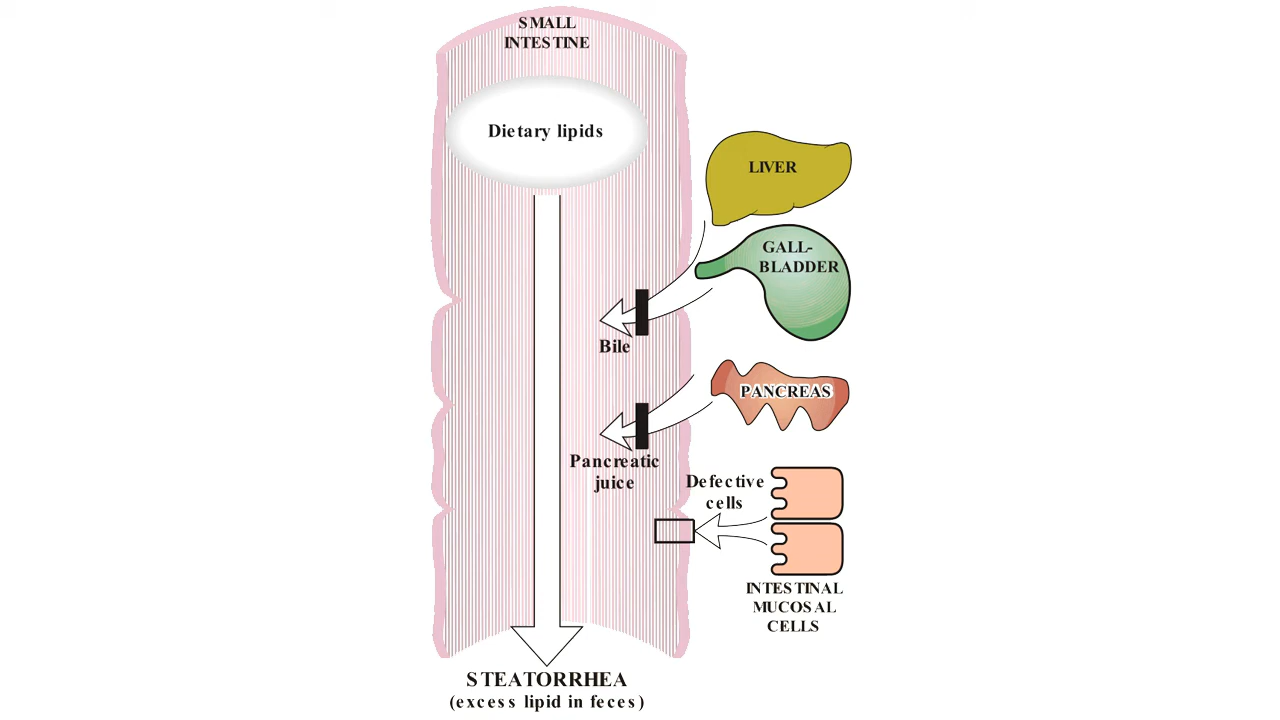 SMALL
INTESTINE
Dietary lipids
LIVER
GALL-
BLADDER
Bile
PANCREAS
Pancreatic
juice
Defective
cells
INTESTINAL
MUCOSAL
CELLS
STEATORRHEA
(excess lipid in feces)